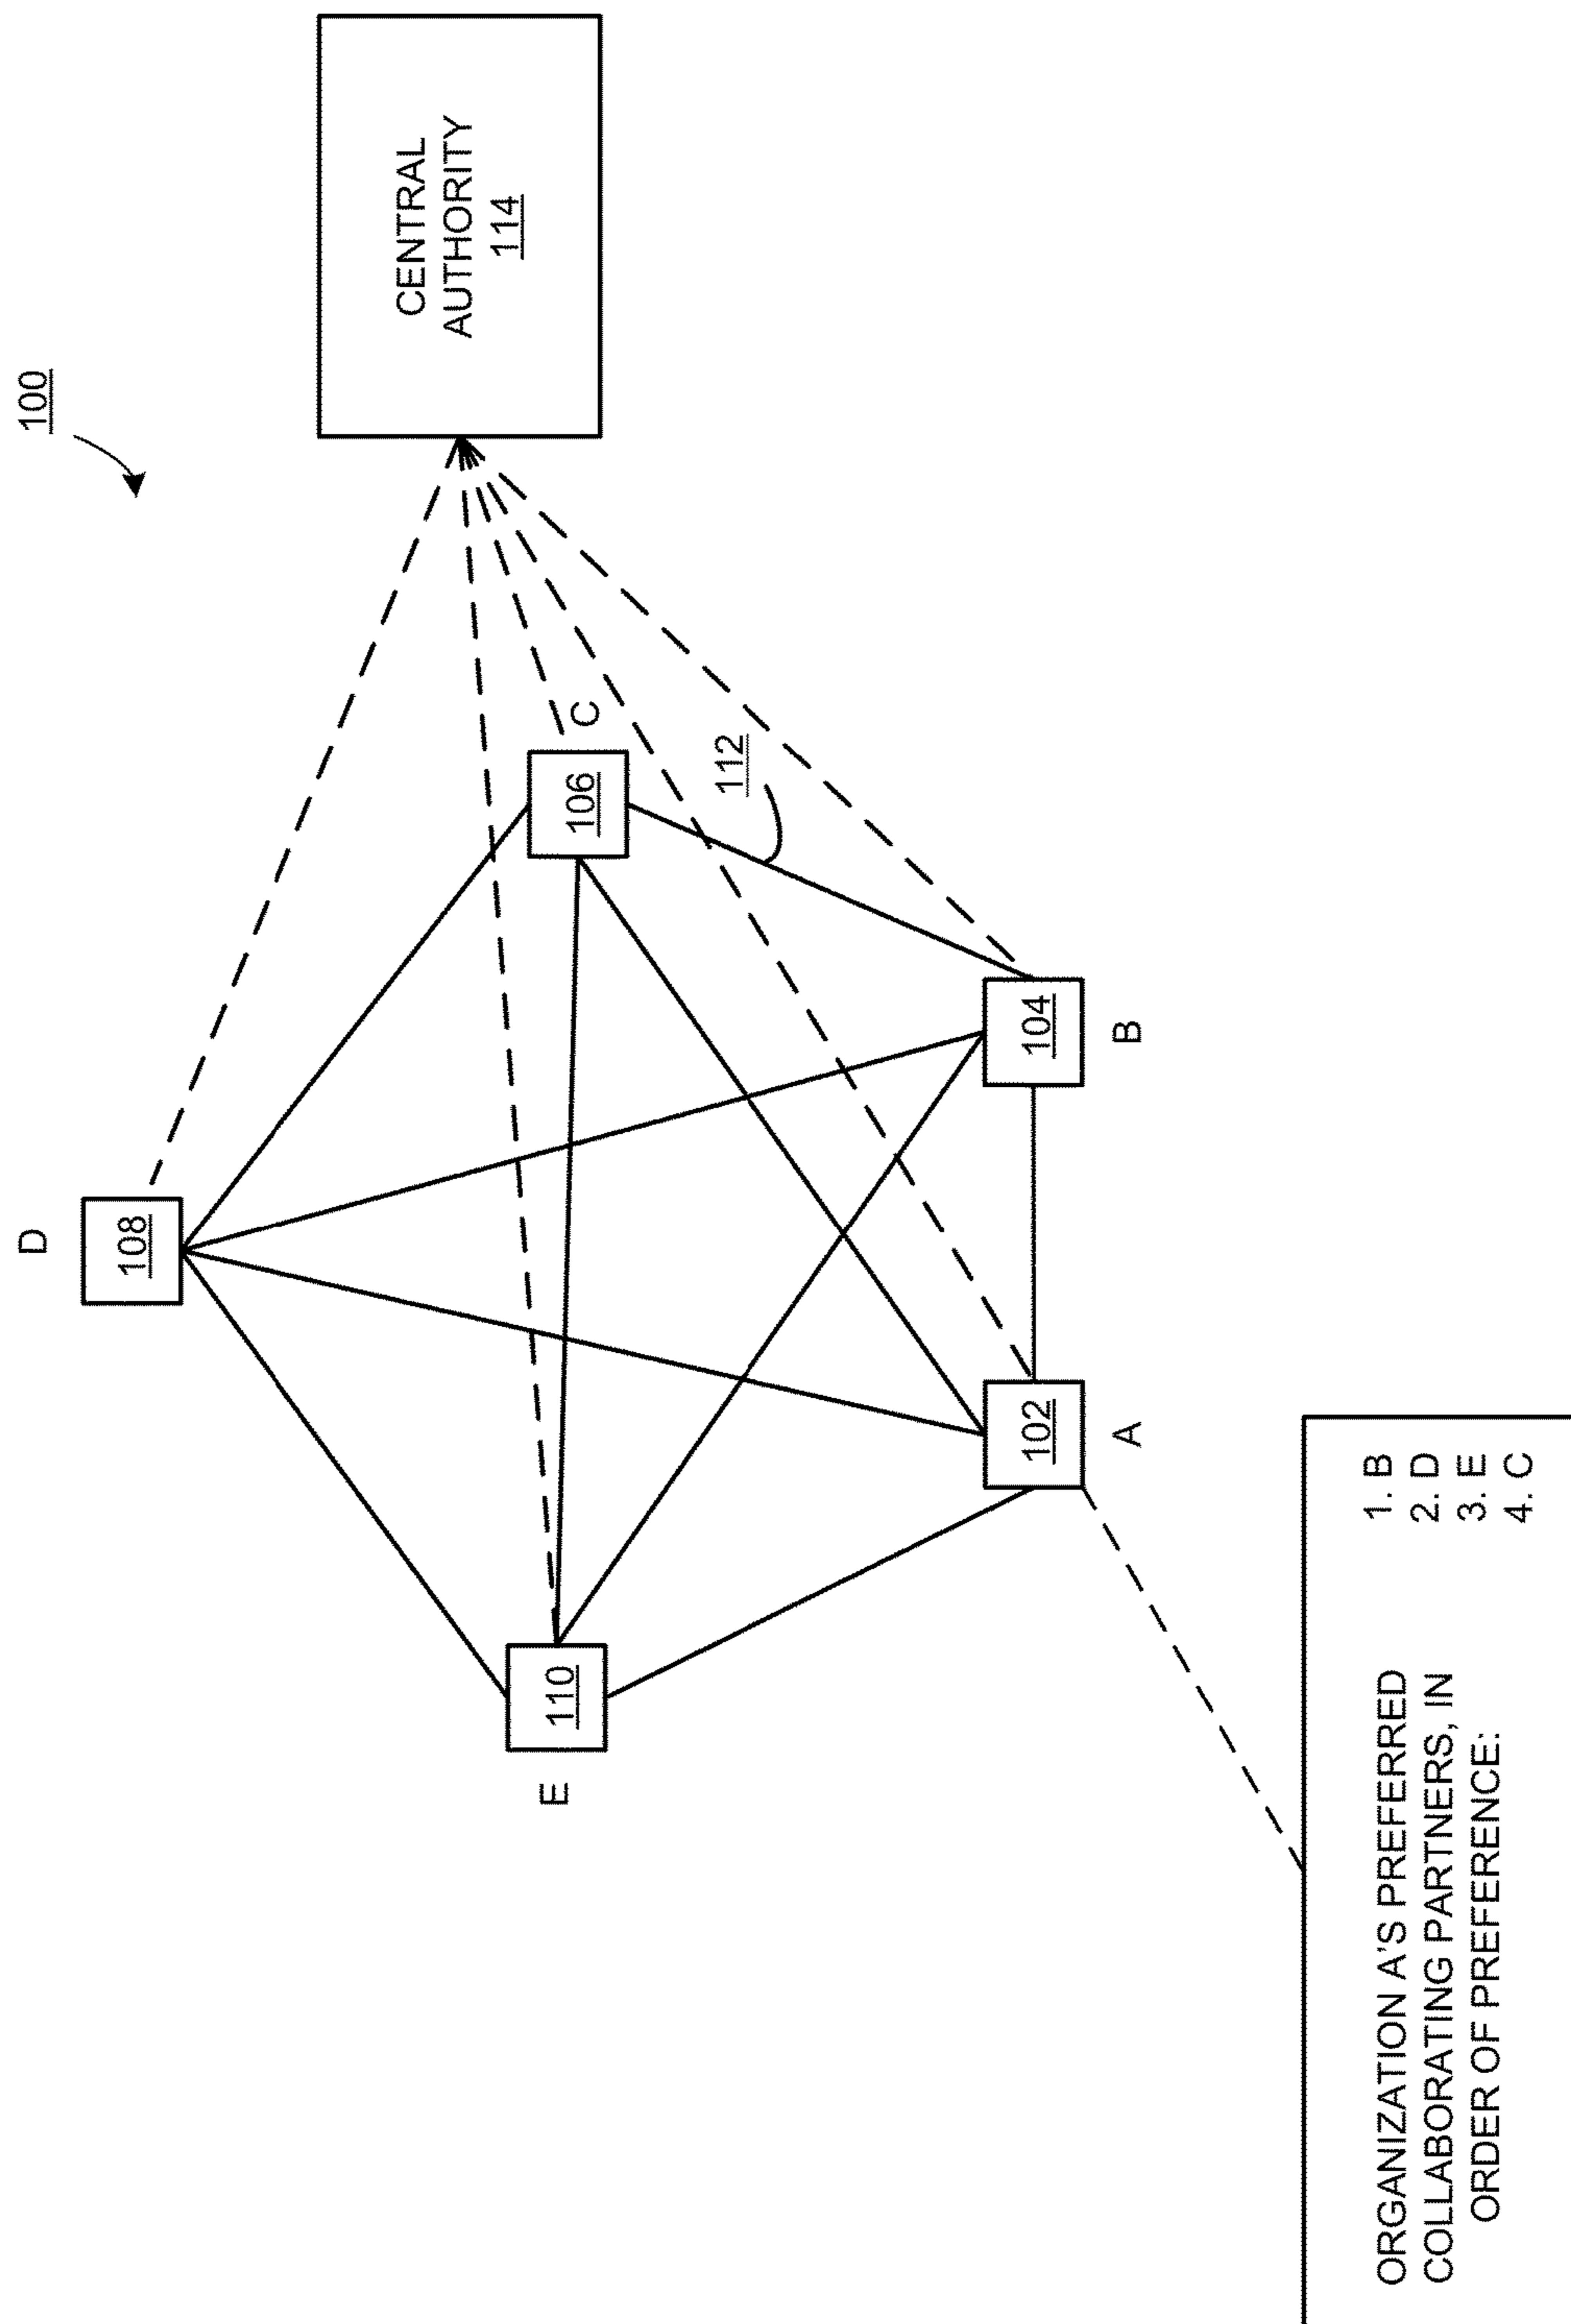 100
CENTRAL
AUTHORITY
114
D
108
E
110
106
C
112
102
A
104
B
ORGANIZATION A'S PREFERRED
COLLABORATING PARTNERS, IN
ORDER OF PREFERENCE:
1. B
2. D
3. E
4. C